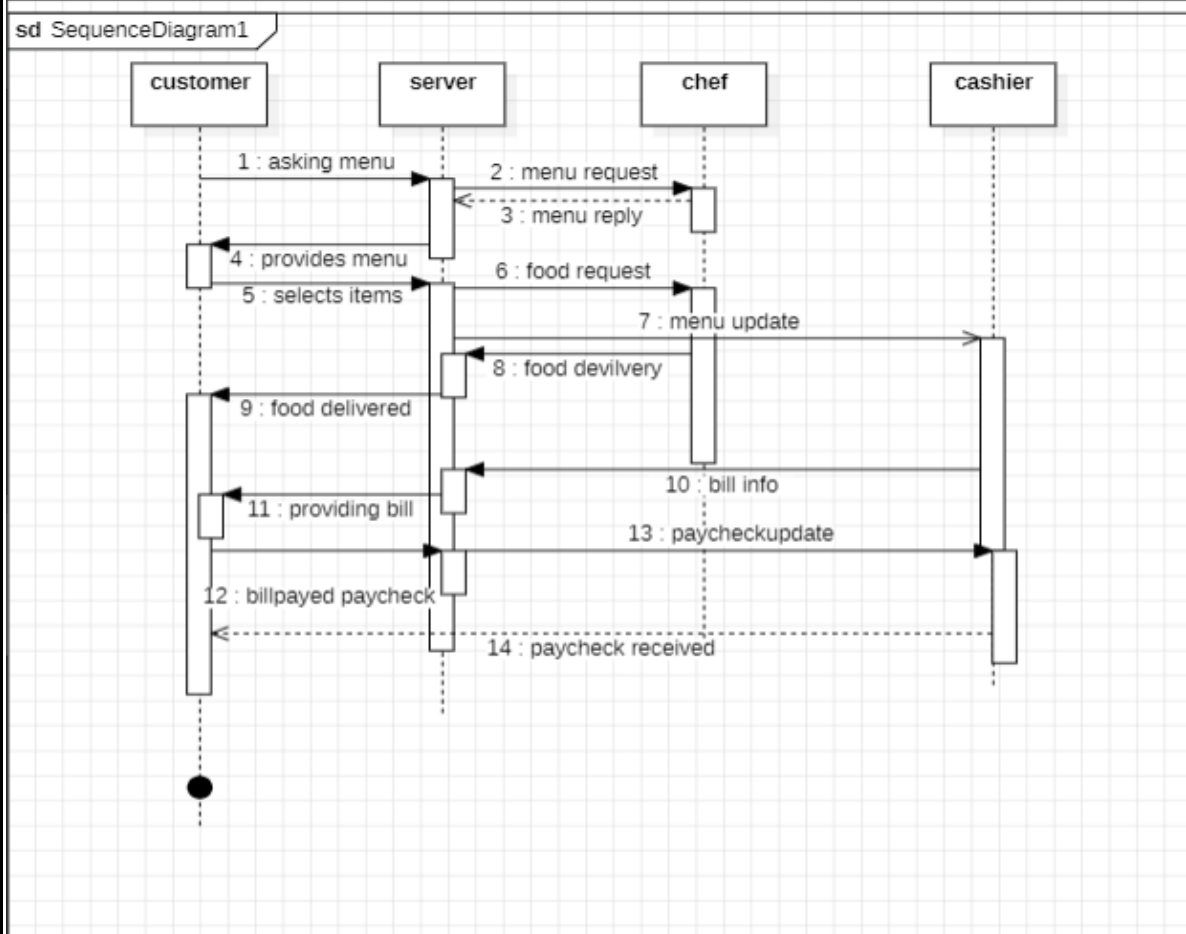 sd SequenceDiagram1
customer
server
chef
cashier
1 : asking menu
2 : menu request
3 : menu reply
4 : provides menu
5 : selects items
6 : food request
7 : menu update
8 : food devilvery
9 : food delivered
10 : bill info
11 : providing bill
13 : paycheckupdate
12 : billpayed paycheck
14 : paycheck received